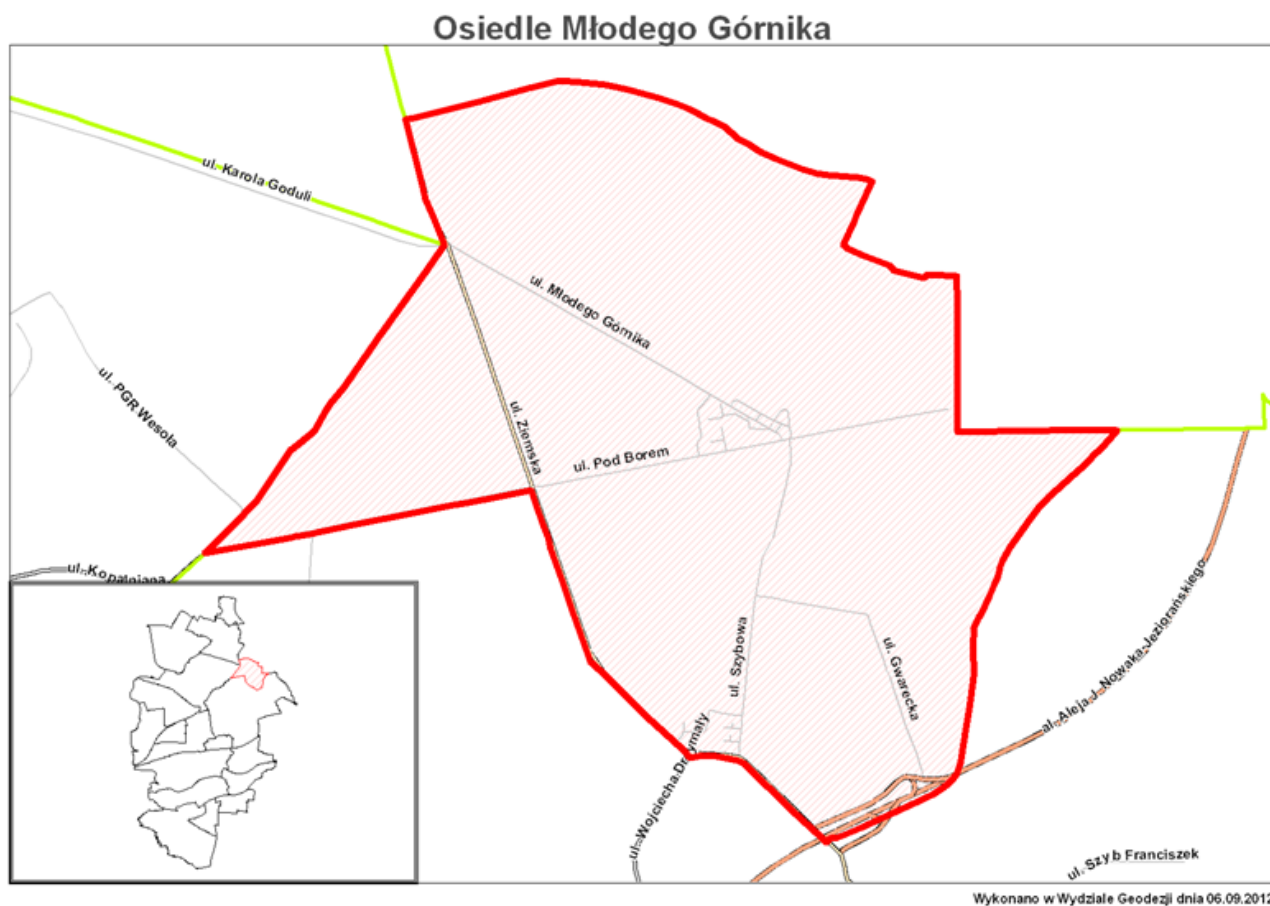 Osiedle Młodego Górnika
ul. Karola Goduli
ul. Młodego Górnika
ul. PGR Wesoła
ul. Ziemska
ul. Pod Borem
ul. Kopalniana
ul. Szybowa
ul. Gwarecka
al. Aleja J. Nowaka-Jeziorańskiego
ul. Wojciecha Drzymały
ul. Szyb Franciszek
Wykonano w Wydziale Geodezji dnia 06.09.2012